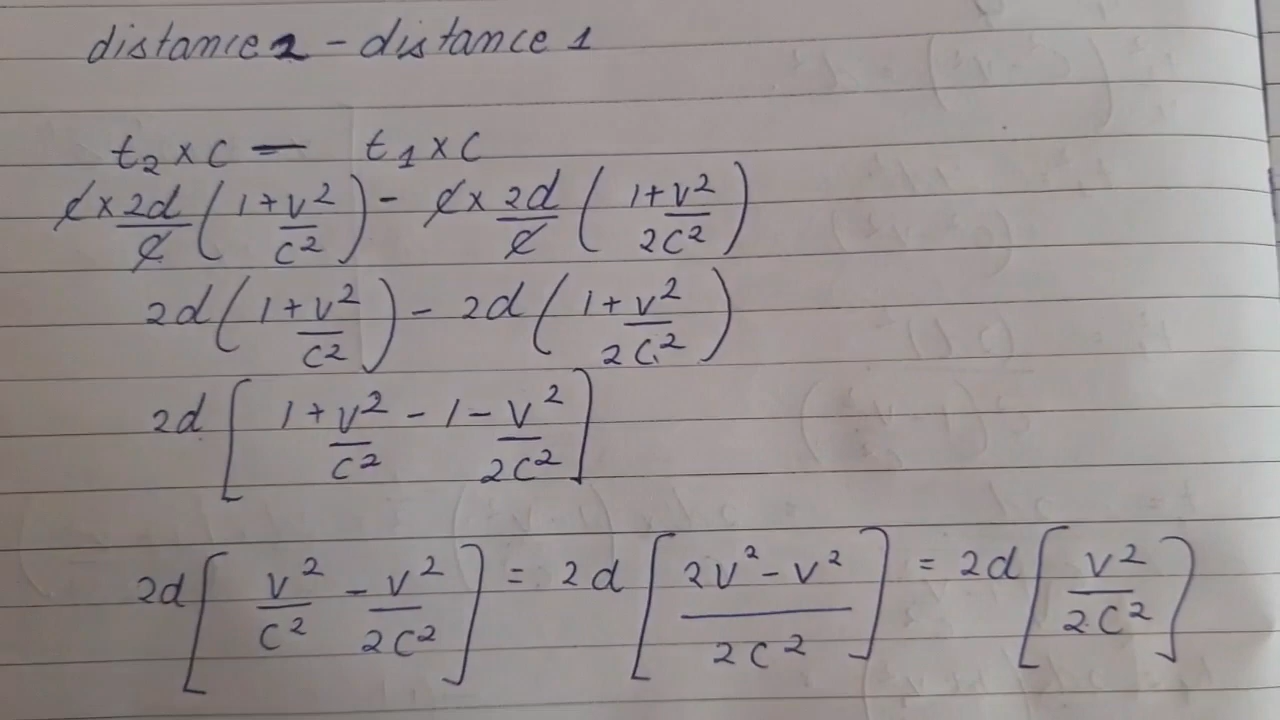 distance 2 - distance 1
t₂ × c - t₁ × c
c × 2d/c (1 + v²/c²) - c × 2d/c (1 + v²/2c²)
2d (1 + v²/c²) - 2d (1 + v²/2c²)
2d [1 + v²/c² - 1 - v²/2c²]
2d [v²/c² - v²/2c²] = 2d [2v² - v²/2c²] = 2d [v²/2c²]